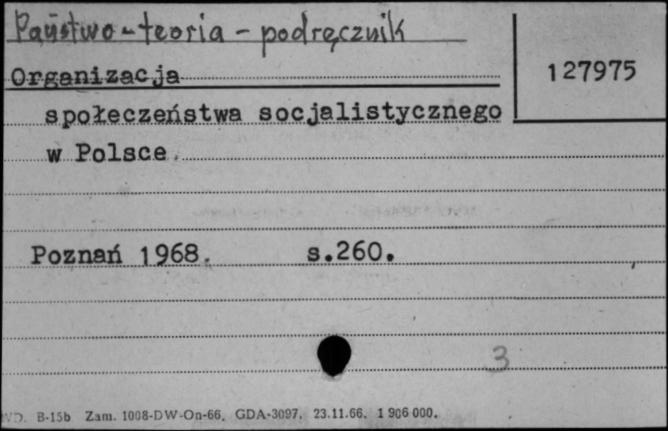 Państwo - teoria - podręcznik
127975
Organizacja
społeczeństwa socjalistycznego
w Polsce.
Poznań 1968. s.260.
3
B-15b Zam. 1008-DW-On-66. GDA-3097. 23.11.66. 1 906 000.